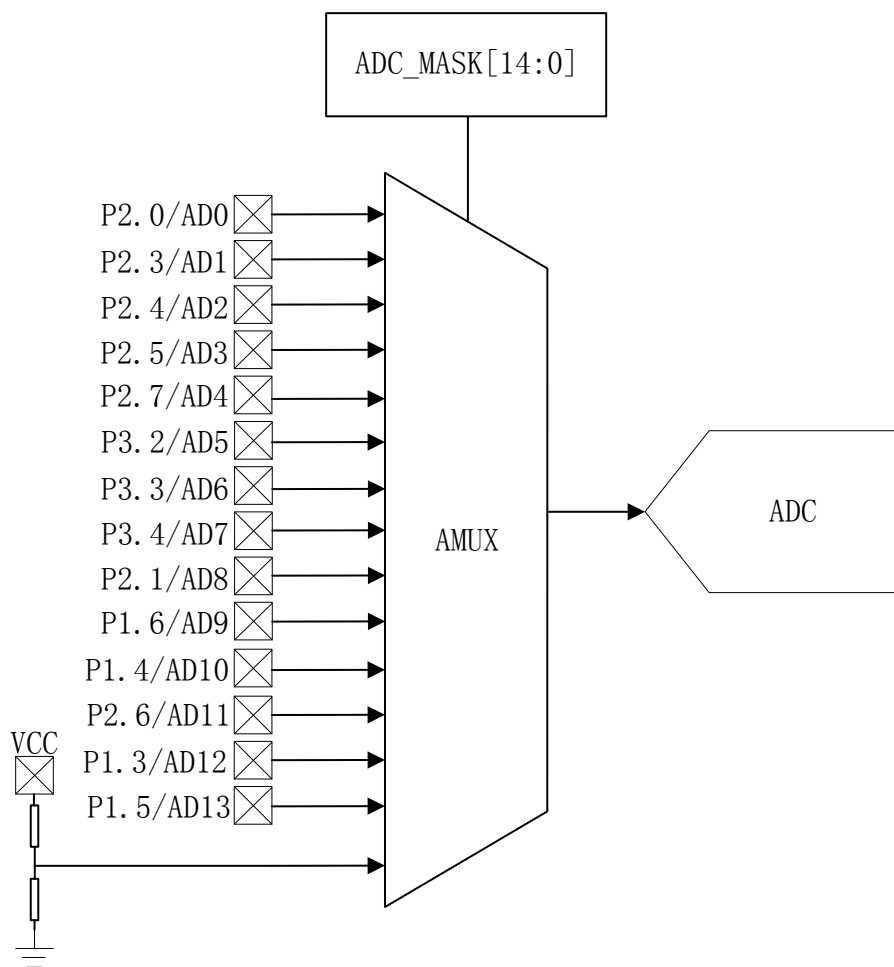 ADC_MASK[14:0]
P2.0/AD0
P2.3/AD1
P2.4/AD2
P2.5/AD3
P2.7/AD4
P3.2/AD5
P3.3/AD6
P3.4/AD7
P2.1/AD8
P1.6/AD9
P1.4/AD10
P2.6/AD11
P1.3/AD12
P1.5/AD13
VCC
AMUX
ADC